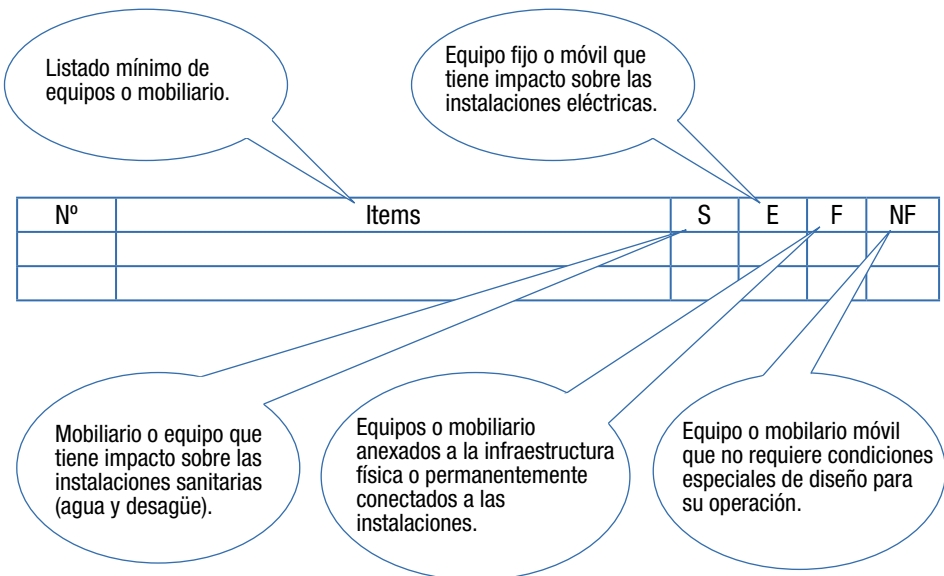 Listado mínimo de
equipos o mobiliario.
Equipo fijo o móvil que
tiene impacto sobre las
instalaciones eléctricas.
Nº Items S E F NF
Mobiliario o equipo que
tiene impacto sobre las
instalaciones sanitarias
(agua y desagüe).
Equipos o mobiliario
anexados a la infraestructura
física o permanentemente
conectados a las
instalaciones.
Equipo o mobilario móvil
que no requiere condiciones
especiales de diseño para
su operación.